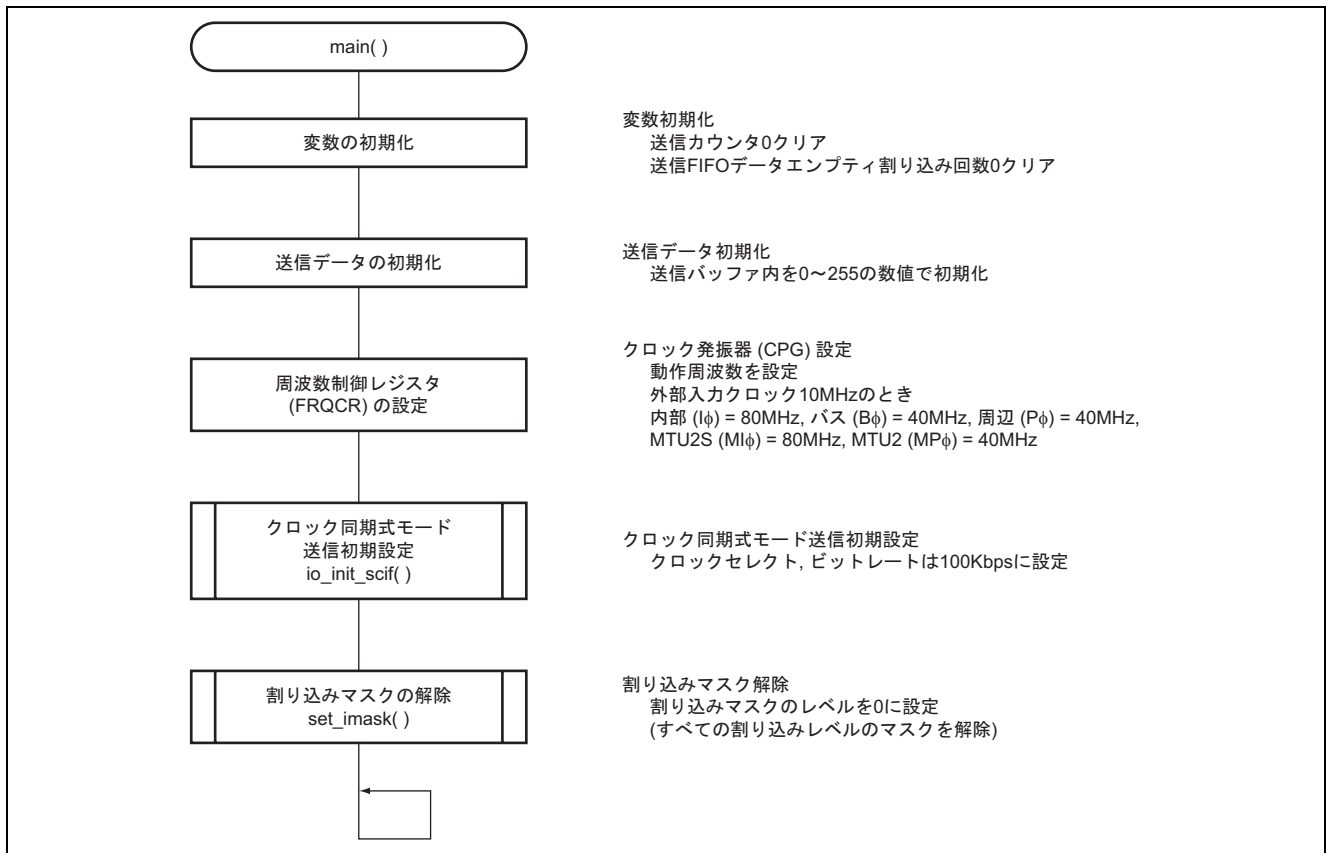 main( )
変数の初期化
変数初期化
送信カウンタ0クリア
送信FIFOデータエンプティ割り込み回数0クリア
送信データの初期化
送信データ初期化
送信バッファ内を0～255の数値で初期化
周波数制御レジスタ
(FRQCR) の設定
クロック発振器 (CPG) 設定
動作周波数を設定
外部入力クロック10MHzのとき
内部 (Iφ) = 80MHz, バス (Bφ) = 40MHz, 周辺 (Pφ) = 40MHz,
MTU2S (MIφ) = 80MHz, MTU2 (MPφ) = 40MHz
クロック同期式モード
送信初期設定
io_init_scif( )
クロック同期式モード送信初期設定
クロックセレクト, ビットレートは100Kbpsに設定
割り込みマスクの解除
set_imask( )
割り込みマスク解除
割り込みマスクのレベルを0に設定
(すべての割り込みレベルのマスクを解除)